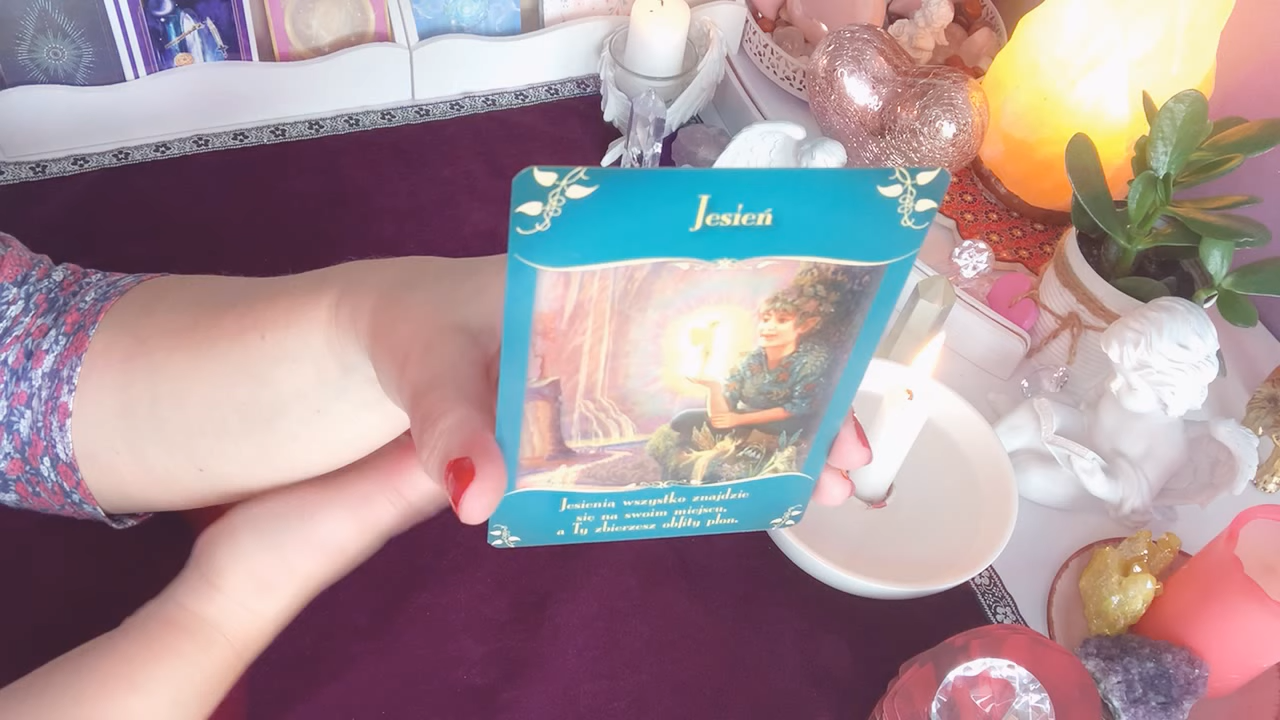 Jesień
Jesienią wszystko znajdzie
się na swoim miejscu,
a Ty zbierzesz obfity plon.